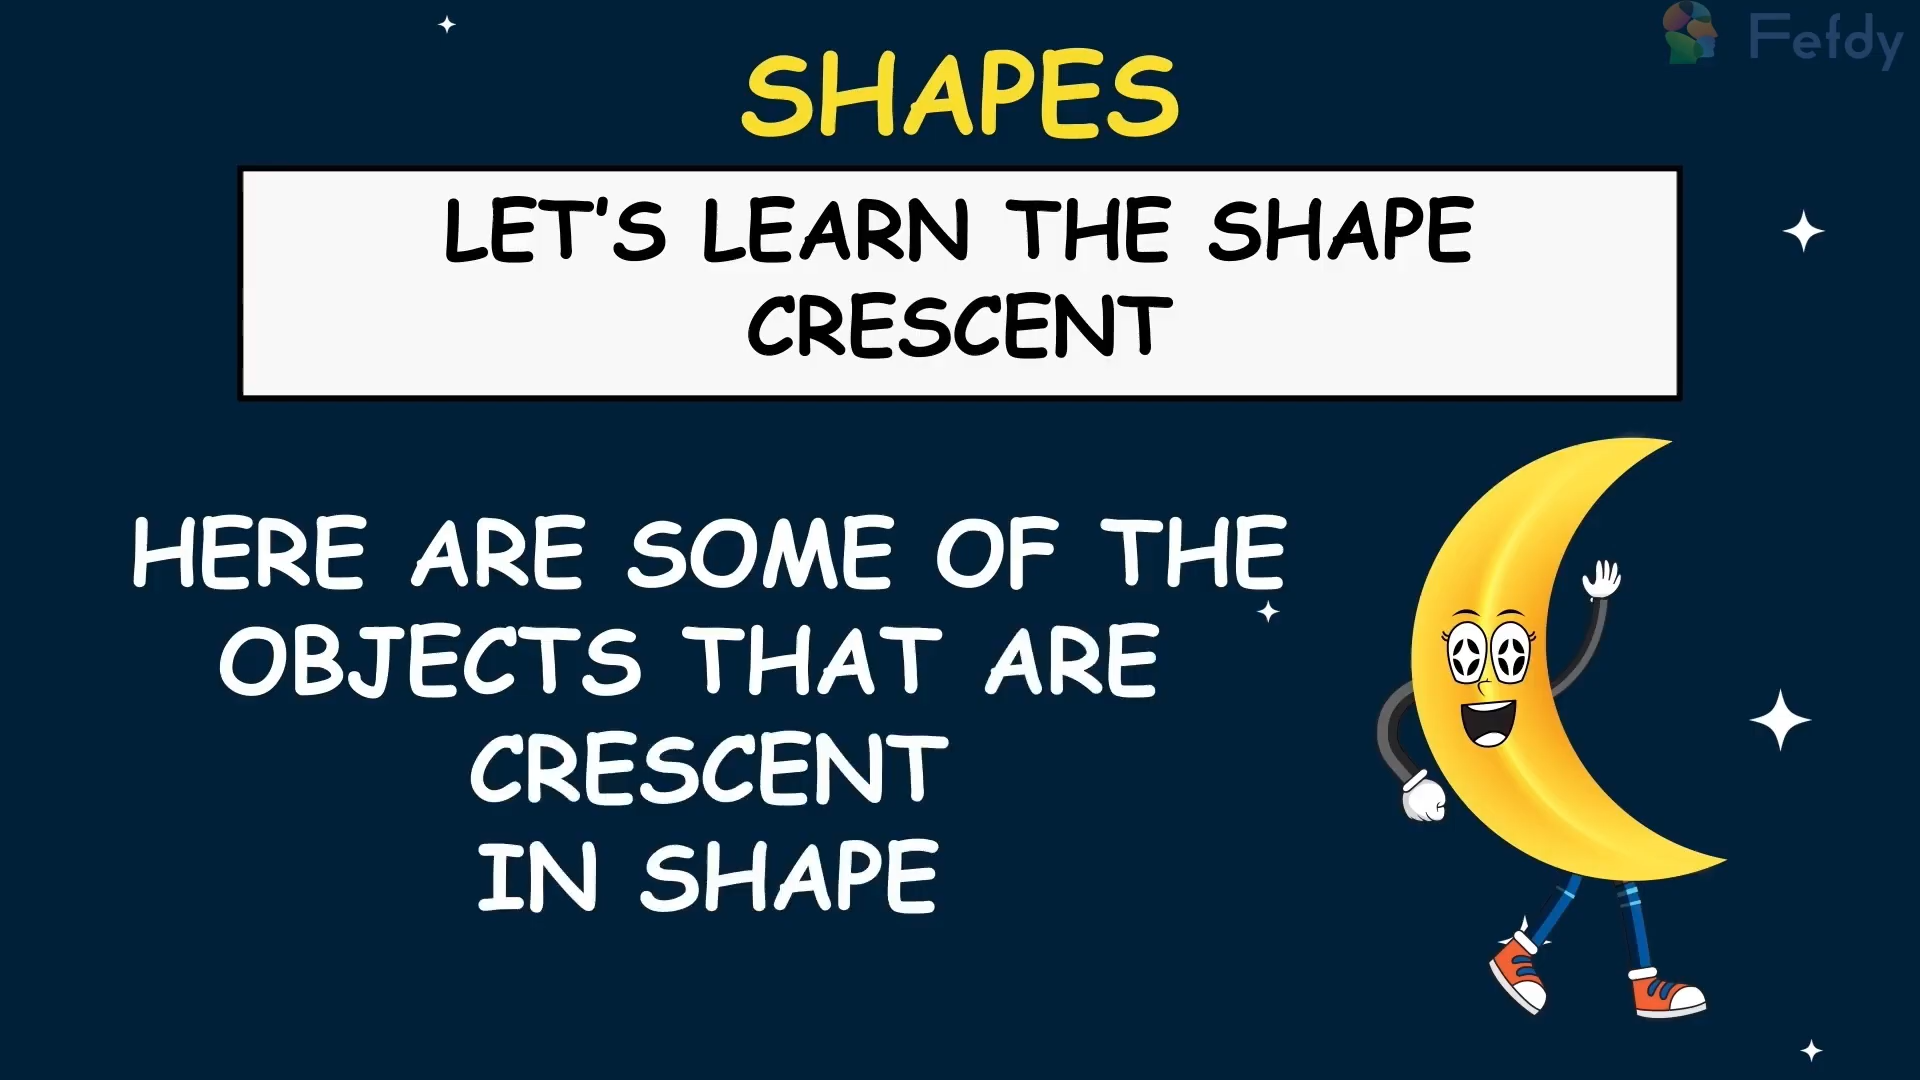 Fefdy
SHAPES
LET'S LEARN THE SHAPE
CRESCENT
HERE ARE SOME OF THE
OBJECTS THAT ARE
CRESCENT
IN SHAPE